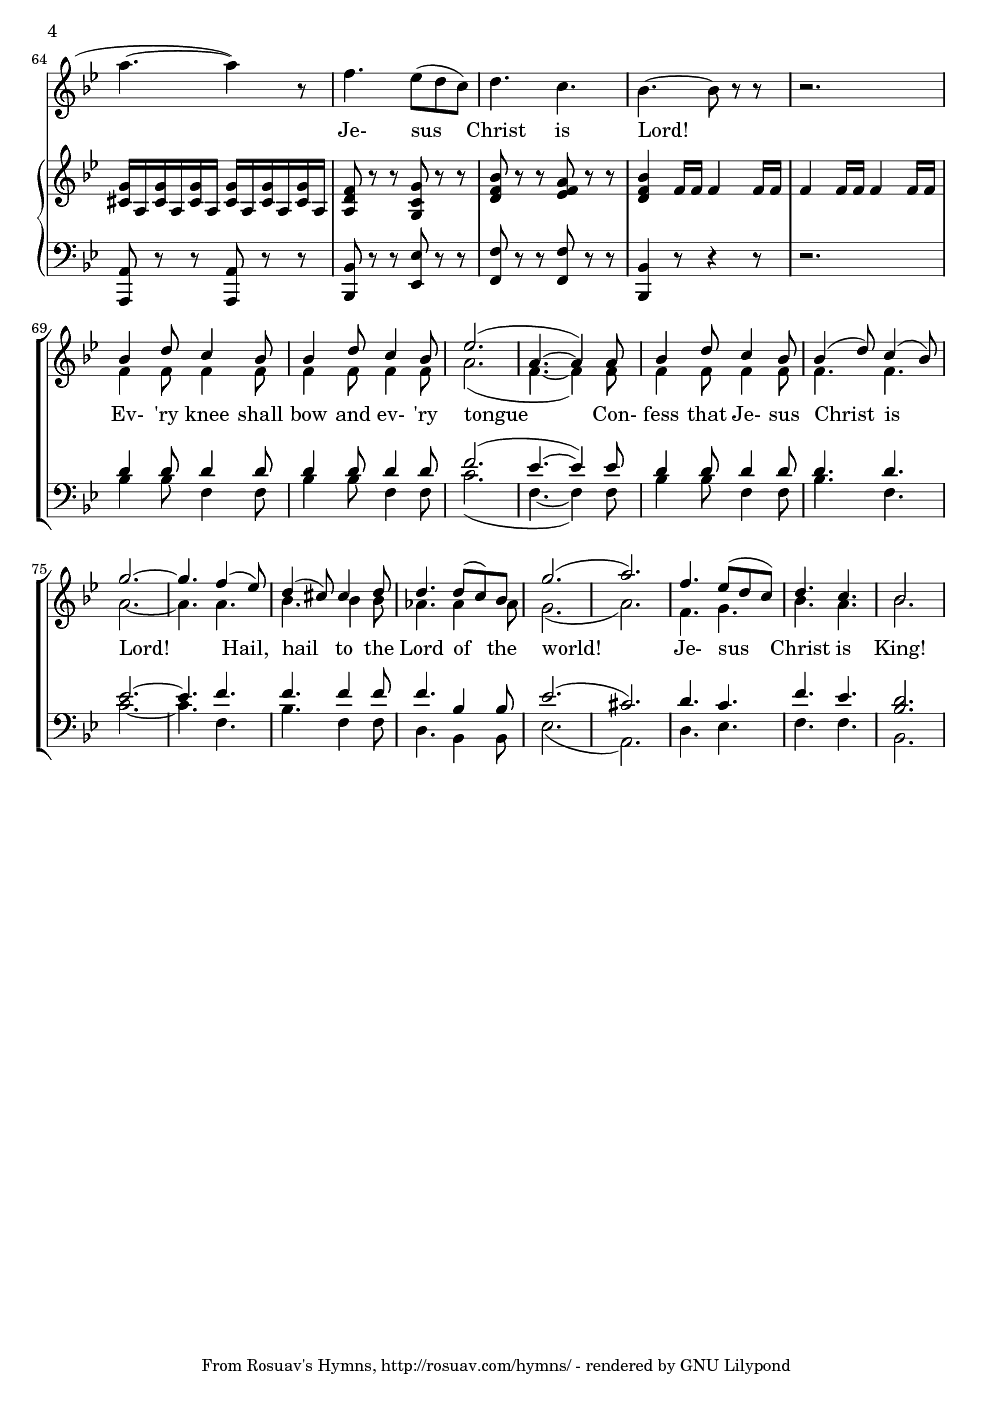 4
64
Je- sus Christ is Lord!
69
Ev- 'ry knee shall bow and ev- 'ry tongue Con- fess that Je- sus Christ is
75
Lord! Hail, hail to the Lord of the world! Je- sus Christ is King!
From Rosuav's Hymns, http://rosuav.com/hymns/ - rendered by GNU Lilypond